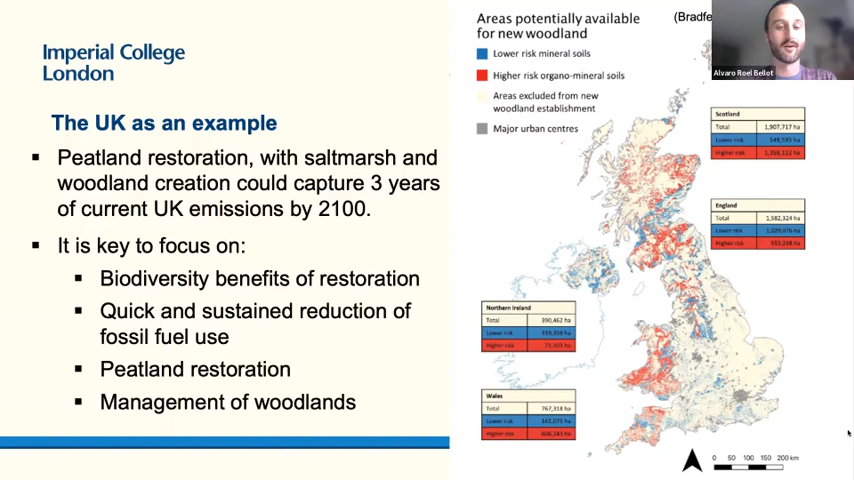 Imperial College
London
The UK as an example
Peatland restoration, with saltmarsh and
woodland creation could capture 3 years
of current UK emissions by 2100.
It is key to focus on:
Biodiversity benefits of restoration
Quick and sustained reduction of
fossil fuel use
Peatland restoration
Management of woodlands
Areas potentially available
for new woodland
Lower risk mineral soils
Higher risk organo-mineral soils
Areas excluded from new
woodland establishment
Major urban centres
(Bradfe
Alvaro Roel Bellot
Scotland
Total 1,907,717 ha
Lower risk 549,595 ha
Higher risk 1,358,122 ha
England
Total 1,582,324 ha
Lower risk 1,029,076 ha
Higher risk 553,248 ha
Northern Ireland
Total 390,462 ha
Lower risk 319,359 ha
Higher risk 71,103 ha
Wales
Total 767,318 ha
Lower risk 161,075 ha
Higher risk 606,243 ha
0 50 100 150 200 km